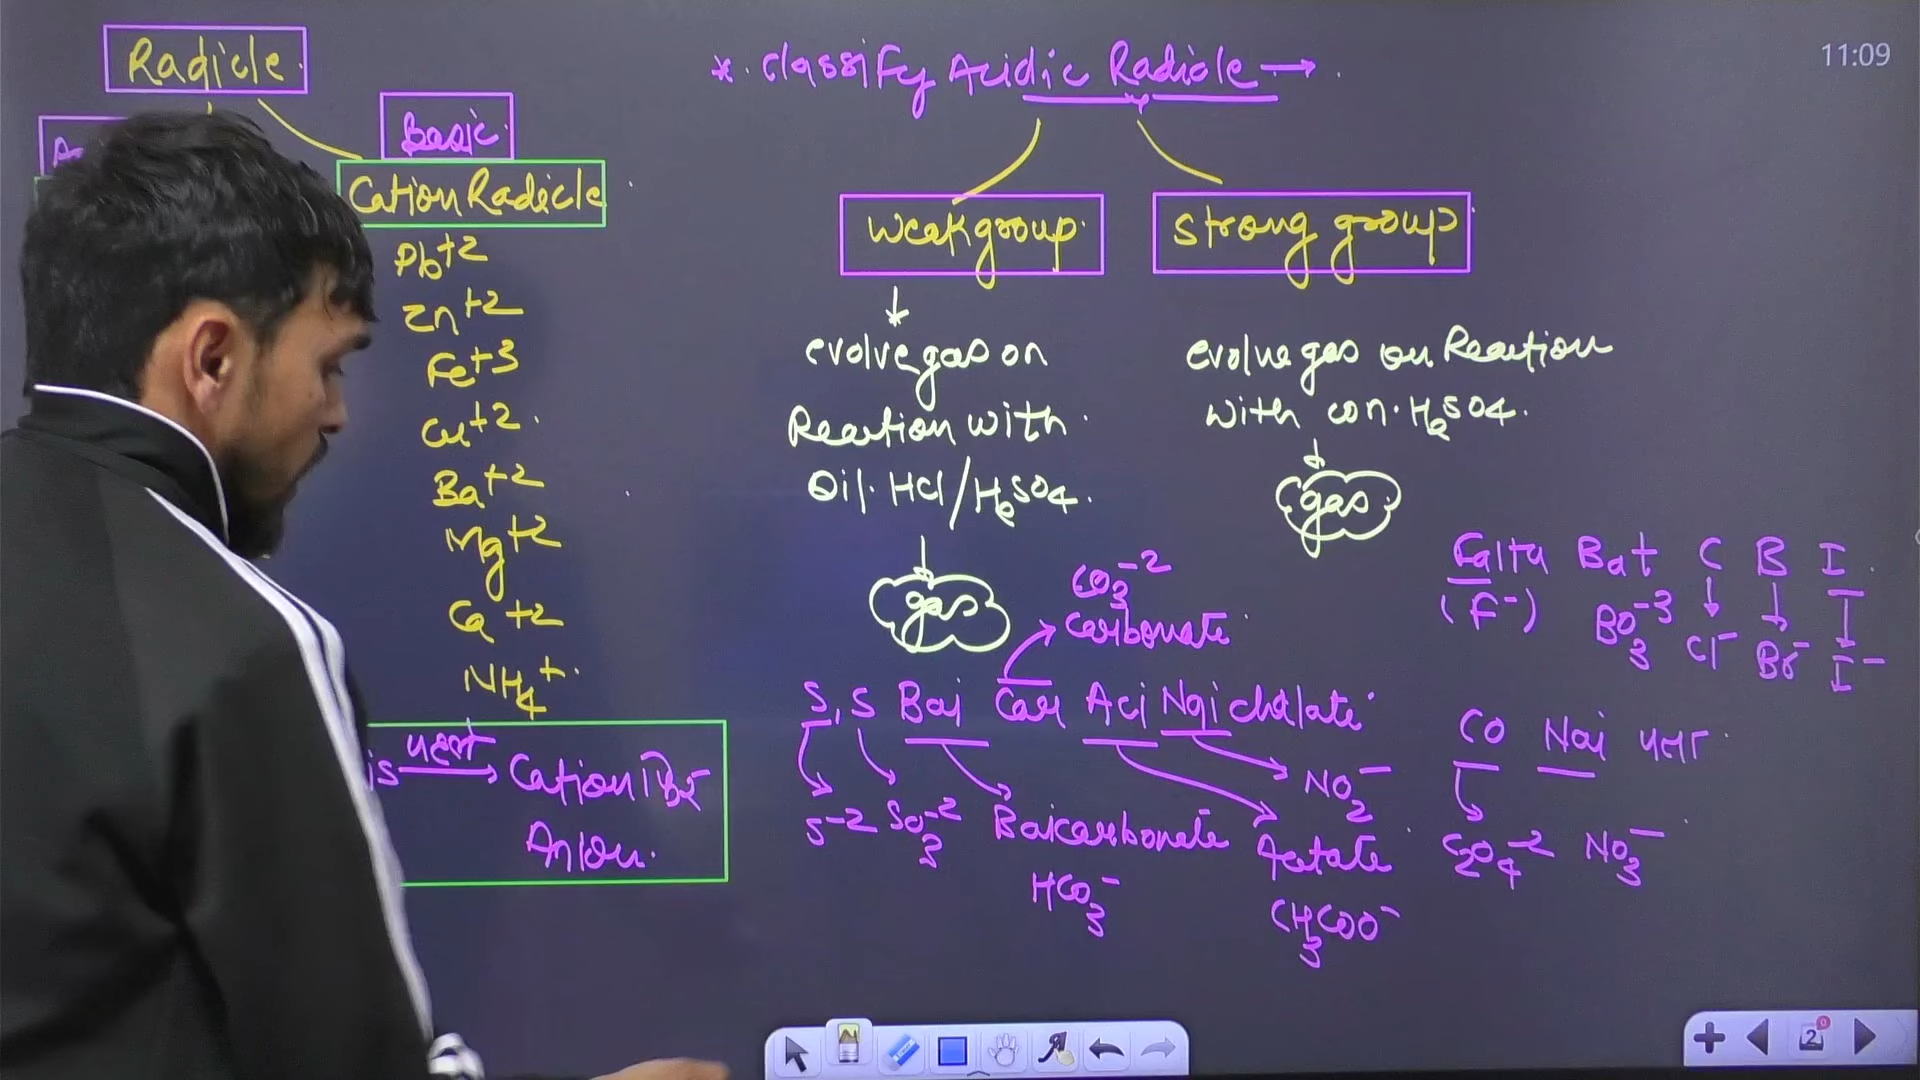 Radicle.
Basic.
Cation Radicle
Pb+2
Zn+2
Fe+3
Cu+2.
Ba+2
Mg+2
Ca+2
NH4+.
Cation
Anion.
*. Classify Acidic Radicle → .
11:09
Weak group.
Strong group
evolve gas on
Reaction with.
Dil. HCl/H2SO4.
gas
evolve gas on Reaction
with con. H2SO4.
gas.
CO3-2
Carbonate.
S, S Bai Car Aci Ngi chalate
S-2 SO3-2 Baicarbonate
HCO3-
NO2-
Acetate
CH3COO-
Falta Bat C B I
(F-) BO3-3 Cl- Br- I-
CO Nai
C2O4-2 NO3-
2